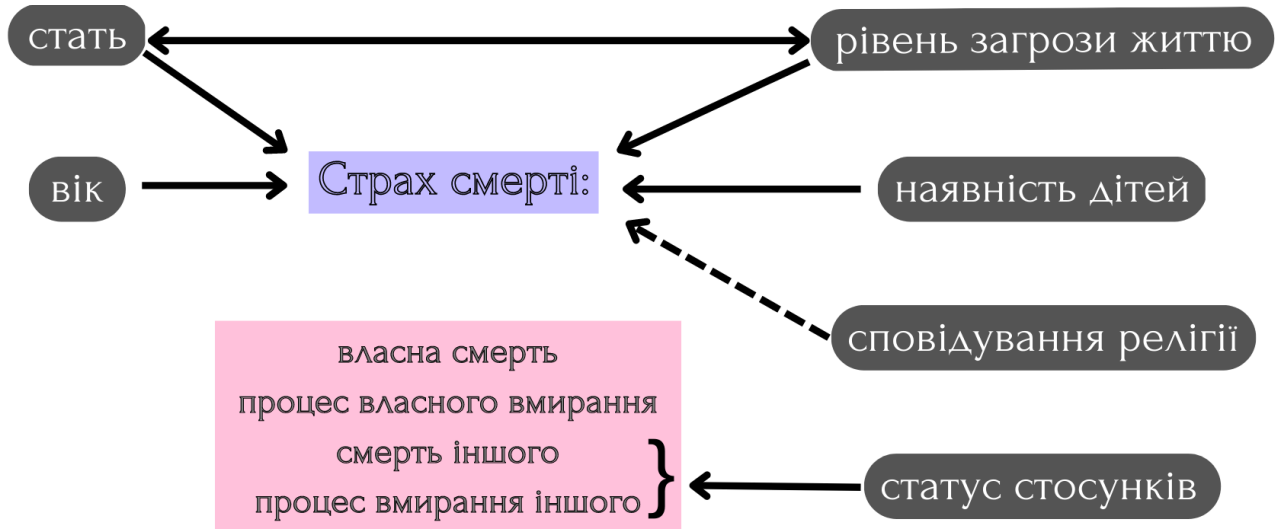 стать
рівень загрози життю
вік
Страх смерті:
наявність дітей
сповідування релігії
власна смерть
процес власного вмирання
смерть іншого
процес вмирання іншого
}
статус стосунків